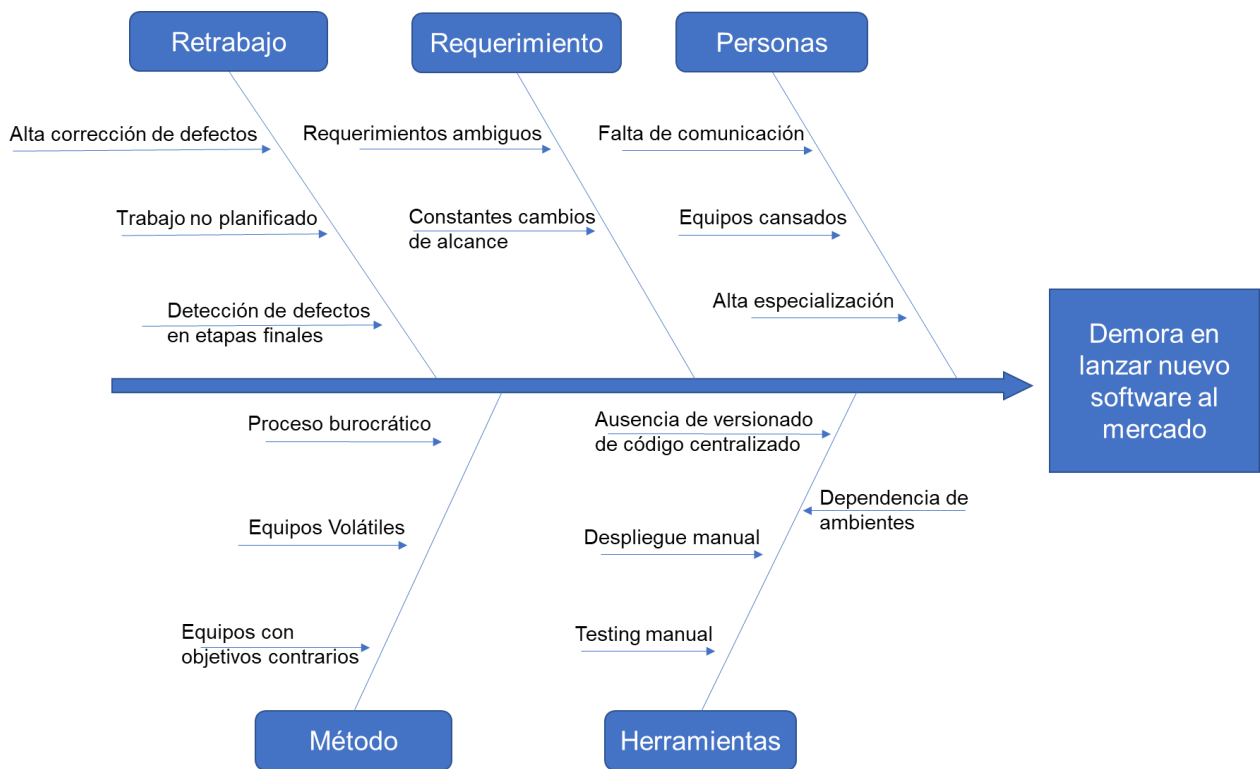 Retrabajo
Requerimiento
Personas
Alta corrección de defectos
Requerimientos ambiguos
Falta de comunicación
Trabajo no planificado
Constantes cambios
de alcance
Equipos cansados
Detección de defectos
en etapas finales
Alta especialización
Demora en
lanzar nuevo
software al
mercado
Proceso burocrático
Ausencia de versionado
de código centralizado
Dependencia de
ambientes
Equipos Volátiles
Despliegue manual
Equipos con
objetivos contrarios
Testing manual
Método
Herramientas